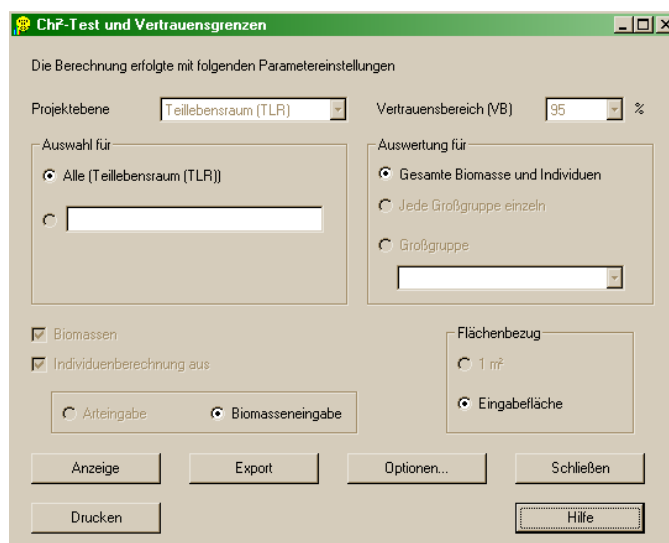 Chi²-Test und Vertrauensgrenzen
Die Berechnung erfolgte mit folgenden Parametereinstellungen
Projektebene Teillebensraum (TLR) Vertrauensbereich (VB) 95 %
Auswahl für
Alle (Teillebensraum (TLR))
Auswertung für
Gesamte Biomasse und Individuen
Jede Großgruppe einzeln
Großgruppe
Biomassen
Individuenberechnung aus
Arteingabe Biomasseneingabe
Flächenbezug
1 m²
Eingabefläche
Anzeige Export Optionen... Schließen
Drucken Hilfe